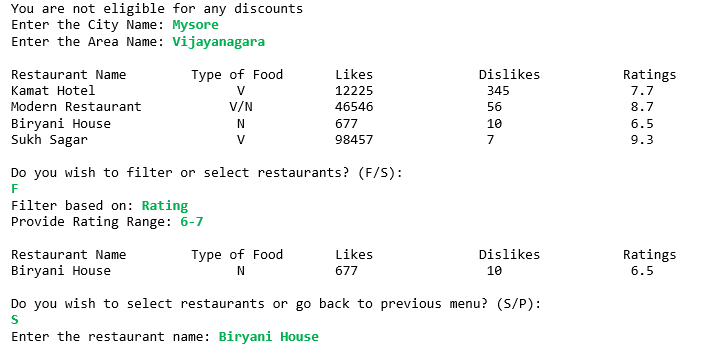 You are not eligible for any discounts
Enter the City Name: Mysore
Enter the Area Name: Vijayanagara
Restaurant Name Type of Food Likes Dislikes Ratings
Kamat Hotel V 12225 345 7.7
Modern Restaurant V/N 46546 56 8.7
Biryani House N 677 10 6.5
Sukh Sagar V 98457 7 9.3
Do you wish to filter or select restaurants? (F/S):
F
Filter based on: Rating
Provide Rating Range: 6-7
Restaurant Name Type of Food Likes Dislikes Ratings
Biryani House N 677 10 6.5
Do you wish to select restaurants or go back to previous menu? (S/P):
S
Enter the restaurant name: Biryani House